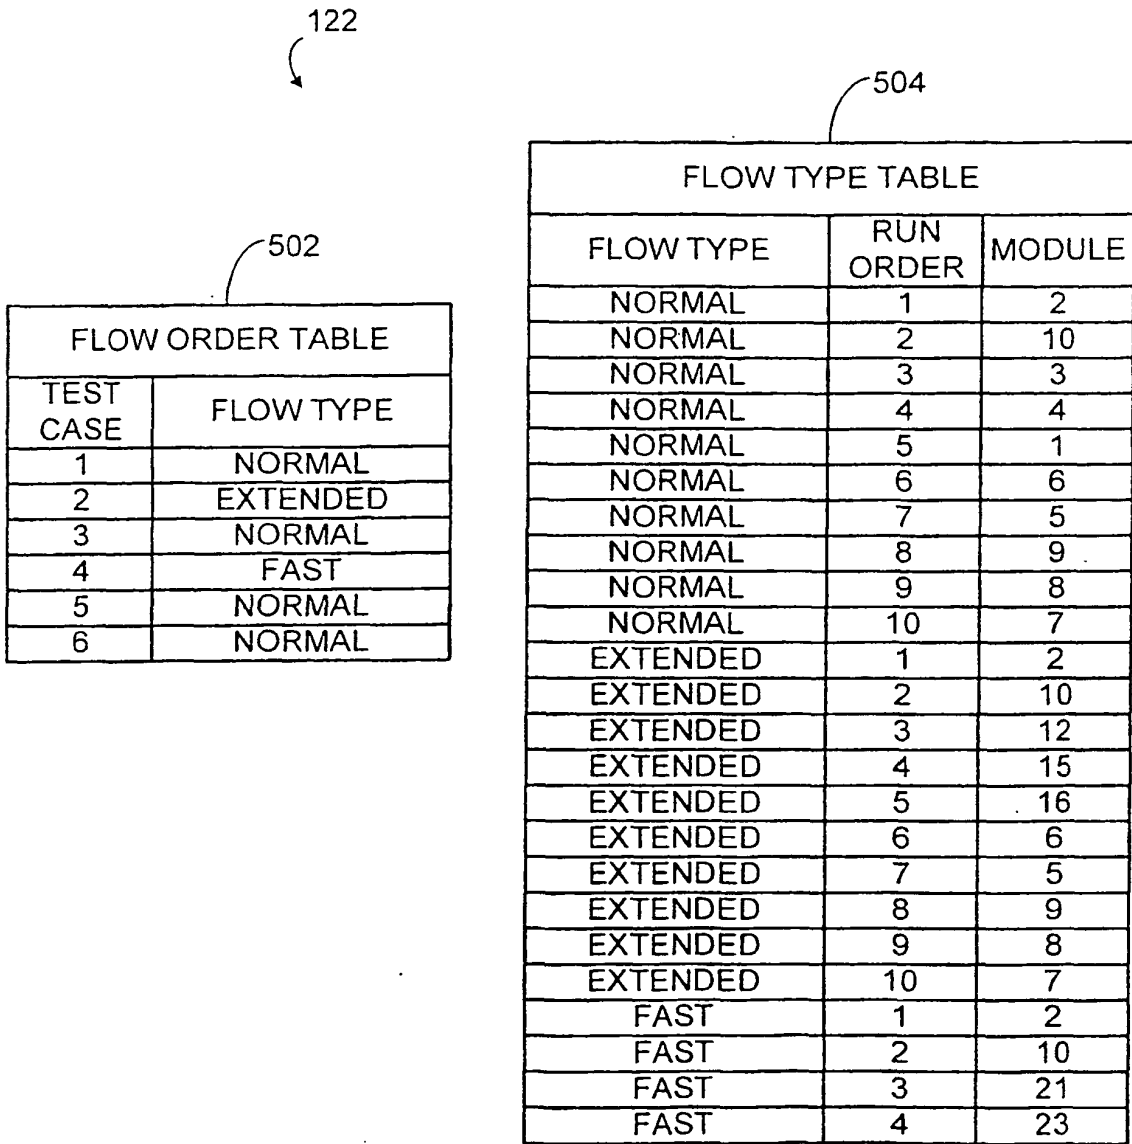 122
502
FLOW ORDER TABLE
TEST CASE FLOW TYPE
1 NORMAL
2 EXTENDED
3 NORMAL
4 FAST
5 NORMAL
6 NORMAL
504
FLOW TYPE TABLE
FLOW TYPE RUN ORDER MODULE
NORMAL 1 2
NORMAL 2 10
NORMAL 3 3
NORMAL 4 4
NORMAL 5 1
NORMAL 6 6
NORMAL 7 5
NORMAL 8 9
NORMAL 9 8
NORMAL 10 7
EXTENDED 1 2
EXTENDED 2 10
EXTENDED 3 12
EXTENDED 4 15
EXTENDED 5 16
EXTENDED 6 6
EXTENDED 7 5
EXTENDED 8 9
EXTENDED 9 8
EXTENDED 10 7
FAST 1 2
FAST 2 10
FAST 3 21
FAST 4 23